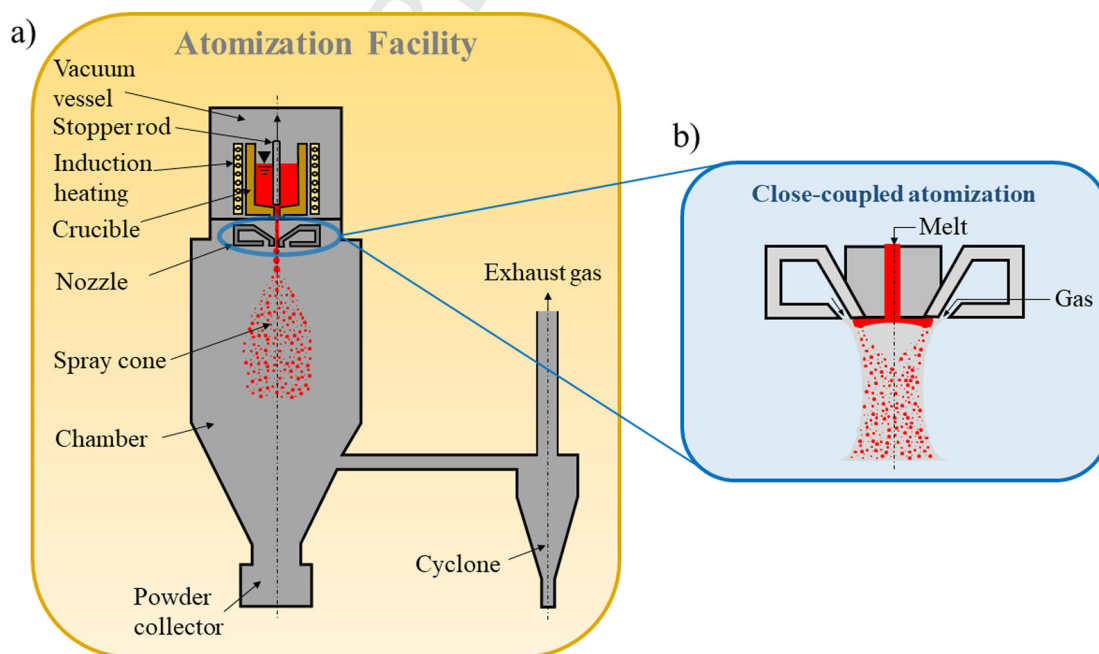 a)
Atomization Facility
Vacuum
vessel
Stopper rod
Induction
heating
Crucible
Nozzle
Spray cone
Chamber
Powder
collector
Exhaust gas
Cyclone
b)
Close-coupled atomization
Melt
Gas